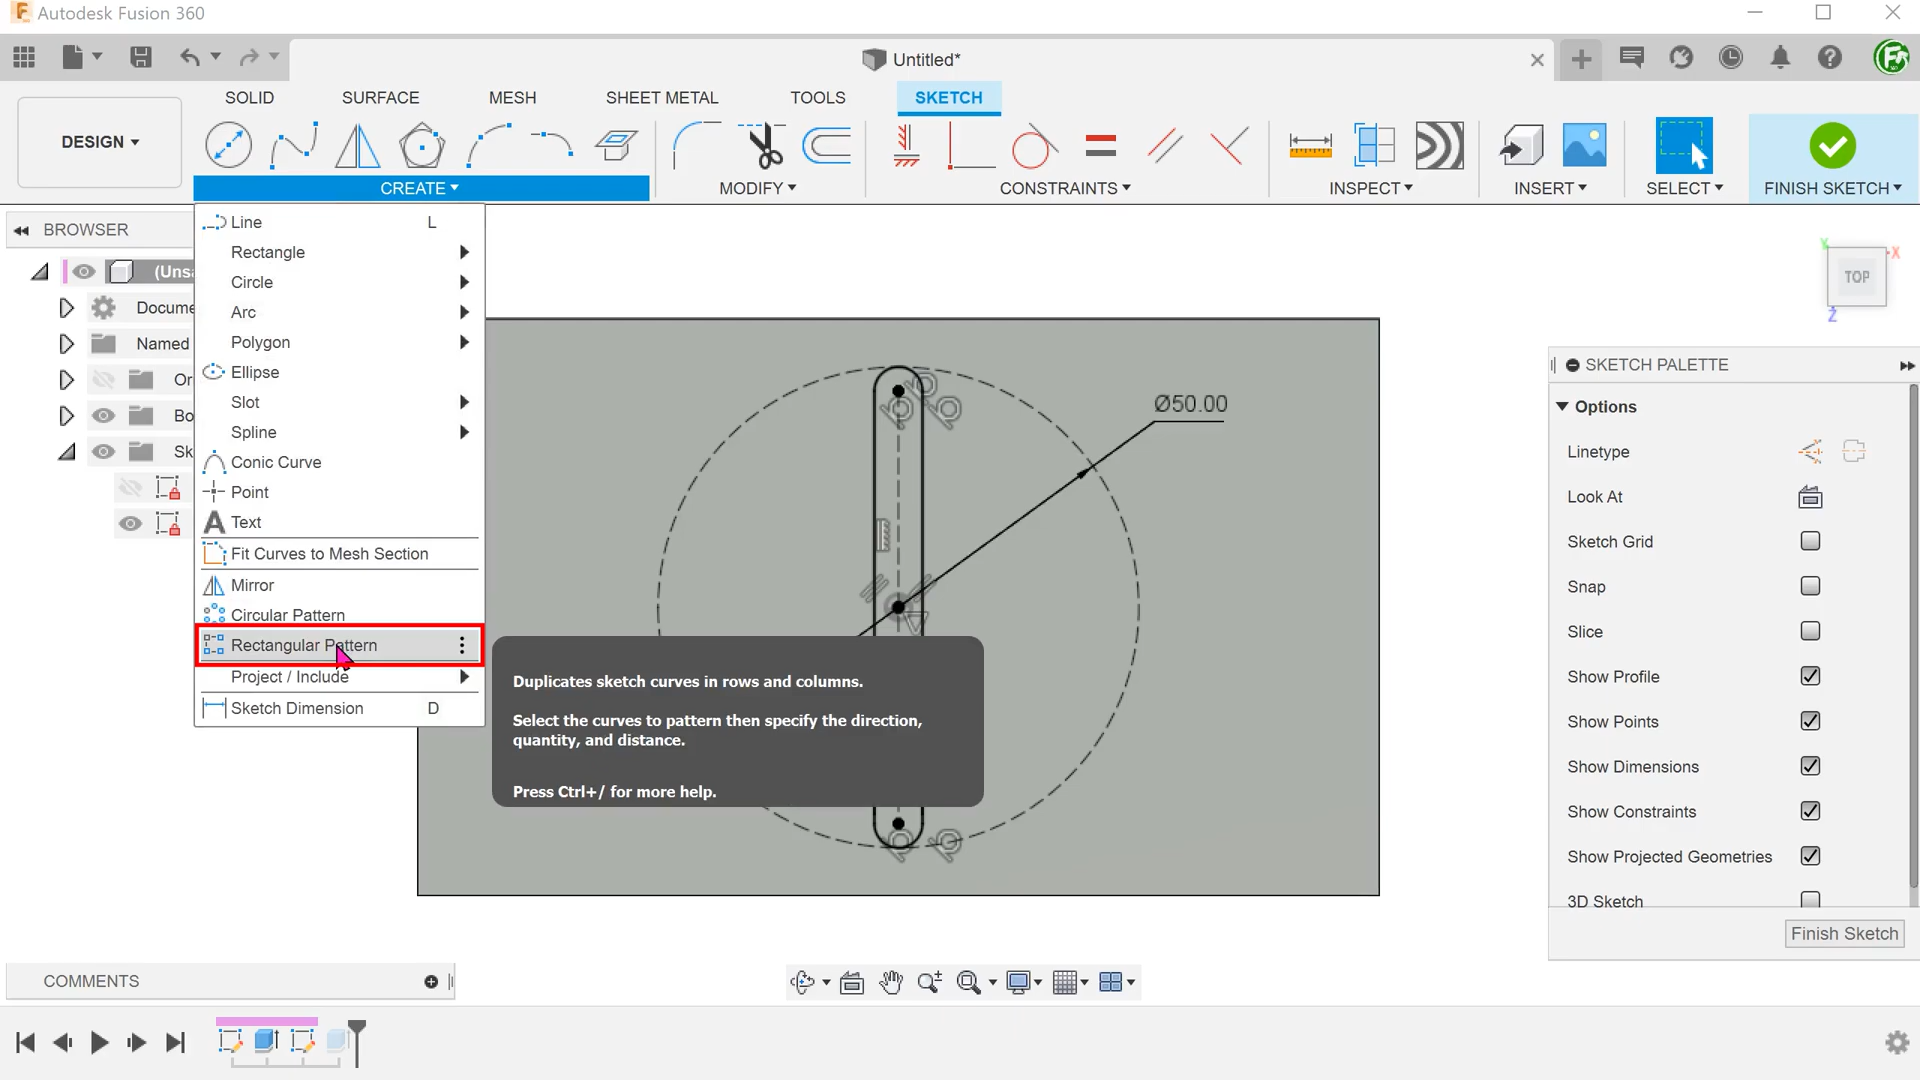 Autodesk Fusion 360
Untitled*
SOLID
SURFACE
MESH
SHEET METAL
TOOLS
SKETCH
DESIGN
CREATE
MODIFY
CONSTRAINTS
INSPECT
INSERT
SELECT
FINISH SKETCH
BROWSER
(Unsa
Docume
Named
Or
Bo
Sk
Line L
Rectangle
Circle
Arc
Polygon
Ellipse
Slot
Spline
Conic Curve
Point
Text
Fit Curves to Mesh Section
Mirror
Circular Pattern
Rectangular Pattern
Project / Include
Sketch Dimension D
Duplicates sketch curves in rows and columns.
Select the curves to pattern then specify the direction,
quantity, and distance.
Press Ctrl+/ for more help.
Ø50.00
TOP
Y
X
Z
SKETCH PALETTE
Options
Linetype
Look At
Sketch Grid
Snap
Slice
Show Profile
Show Points
Show Dimensions
Show Constraints
Show Projected Geometries
3D Sketch
Finish Sketch
COMMENTS